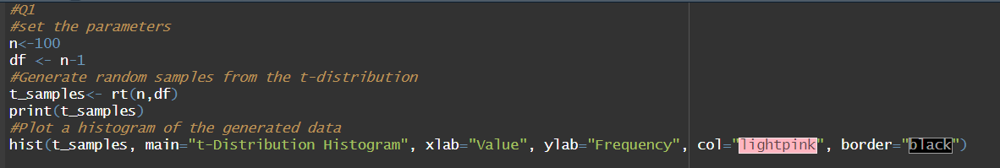 #Q1
#set the parameters
n<-100
df <- n-1
#Generate random samples from the t-distribution
t_samples<- rt(n,df)
print(t_samples)
#Plot a histogram of the generated data
hist(t_samples, main="t-Distribution Histogram", xlab="Value", ylab="Frequency", col="lightpink", border="black")